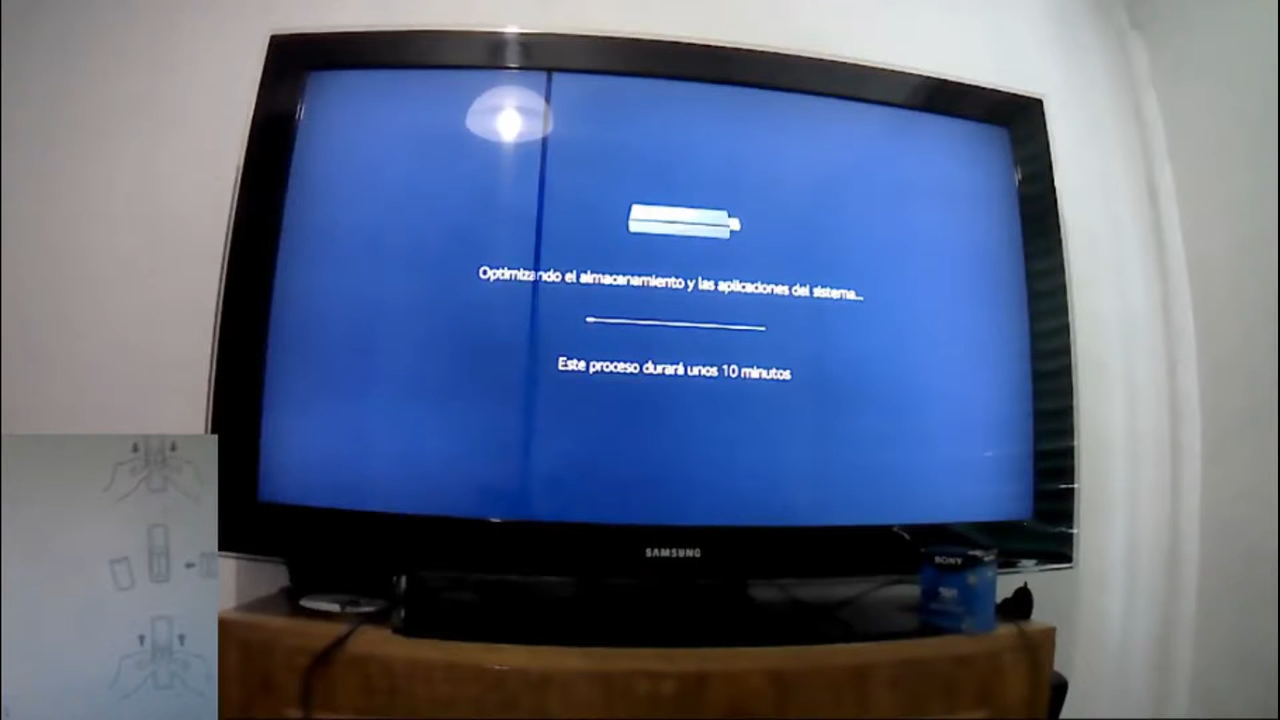 Optimizando el almacenamiento y las aplicaciones del sistema...
Este proceso durará unos 10 minutos
SAMSUNG
SONY